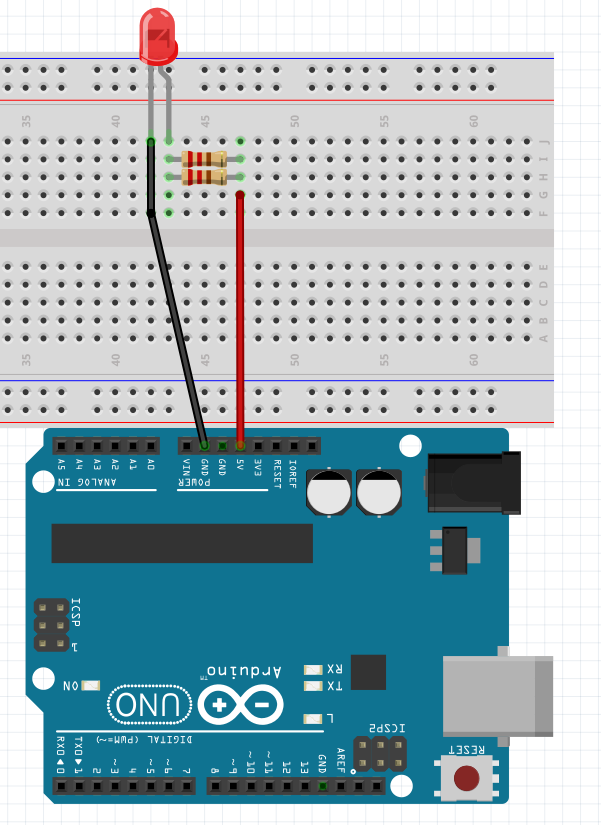 35 40 45 50 55 60
J
I
H
G
F
E
D
C
B
A
35 40 45 50 55 60
A5 A4 A3 A2 A1 A0 VIN GND GND 5V 3V3 RESET IOREF
ANALOG IN POWER
ICSP
1
Arduino
TM
RX
TX
ON
UNO
L
ICSP2
DIGITAL (PWM=~)
RESET
RXD◄0 TXD►1 2 ~3 4 ~5 ~6 7 8 ~9 ~10 ~11 12 13 GND AREF